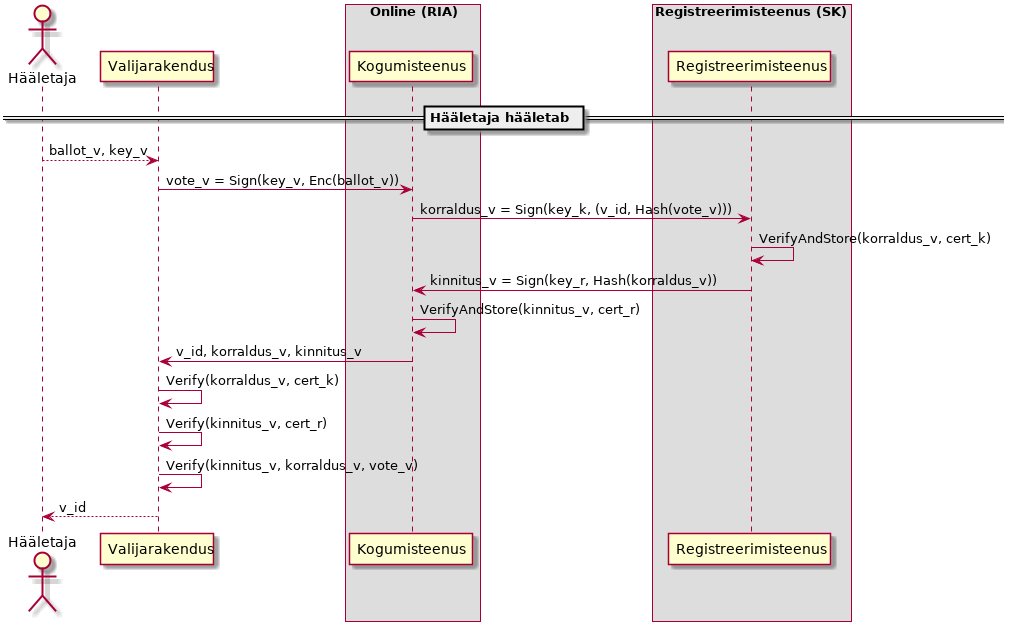 Online (RIA)
Registreerimisteenus (SK)
Hääletaja
Valijarakendus
Kogumisteenus
Registreerimisteenus
Hääletaja hääletab
ballot_v, key_v
vote_v = Sign(key_v, Enc(ballot_v))
korraldus_v = Sign(key_k, (v_id, Hash(vote_v)))
VerifyAndStore(korraldus_v, cert_k)
kinnitus_v = Sign(key_r, Hash(korraldus_v))
VerifyAndStore(kinnitus_v, cert_r)
v_id, korraldus_v, kinnitus_v
Verify(korraldus_v, cert_k)
Verify(kinnitus_v, cert_r)
Verify(kinnitus_v, korraldus_v, vote_v)
v_id
Hääletaja
Valijarakendus
Kogumisteenus
Registreerimisteenus